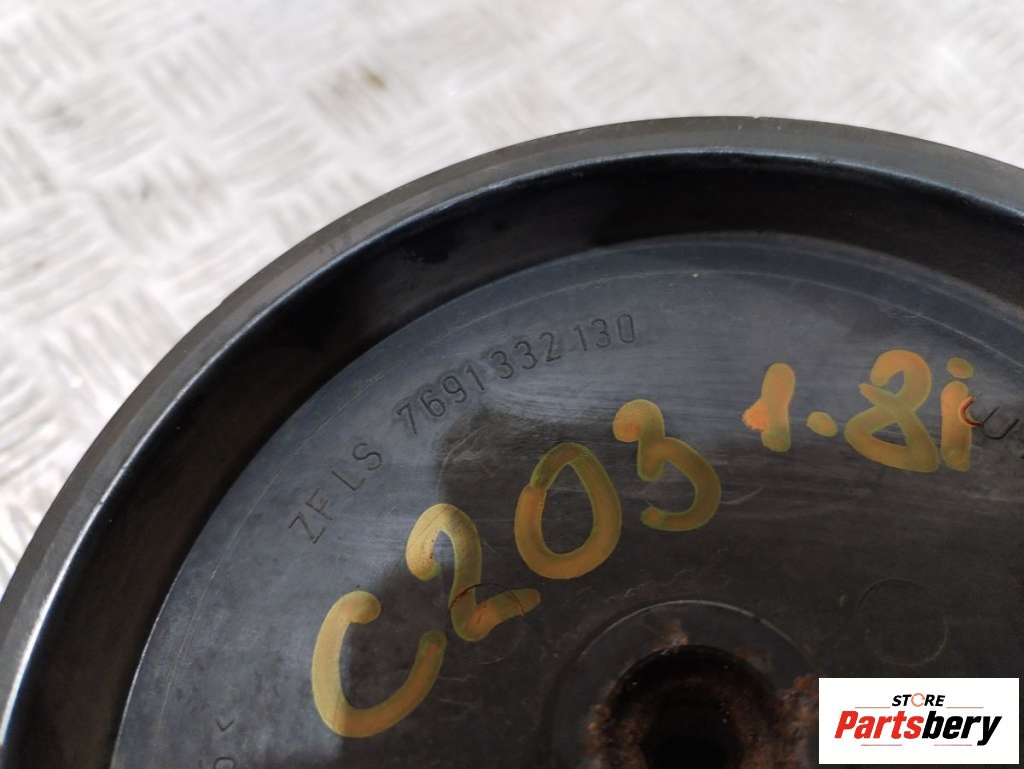 ZF LS 7691 332 130
C203 1.8i
STORE
Partsbery